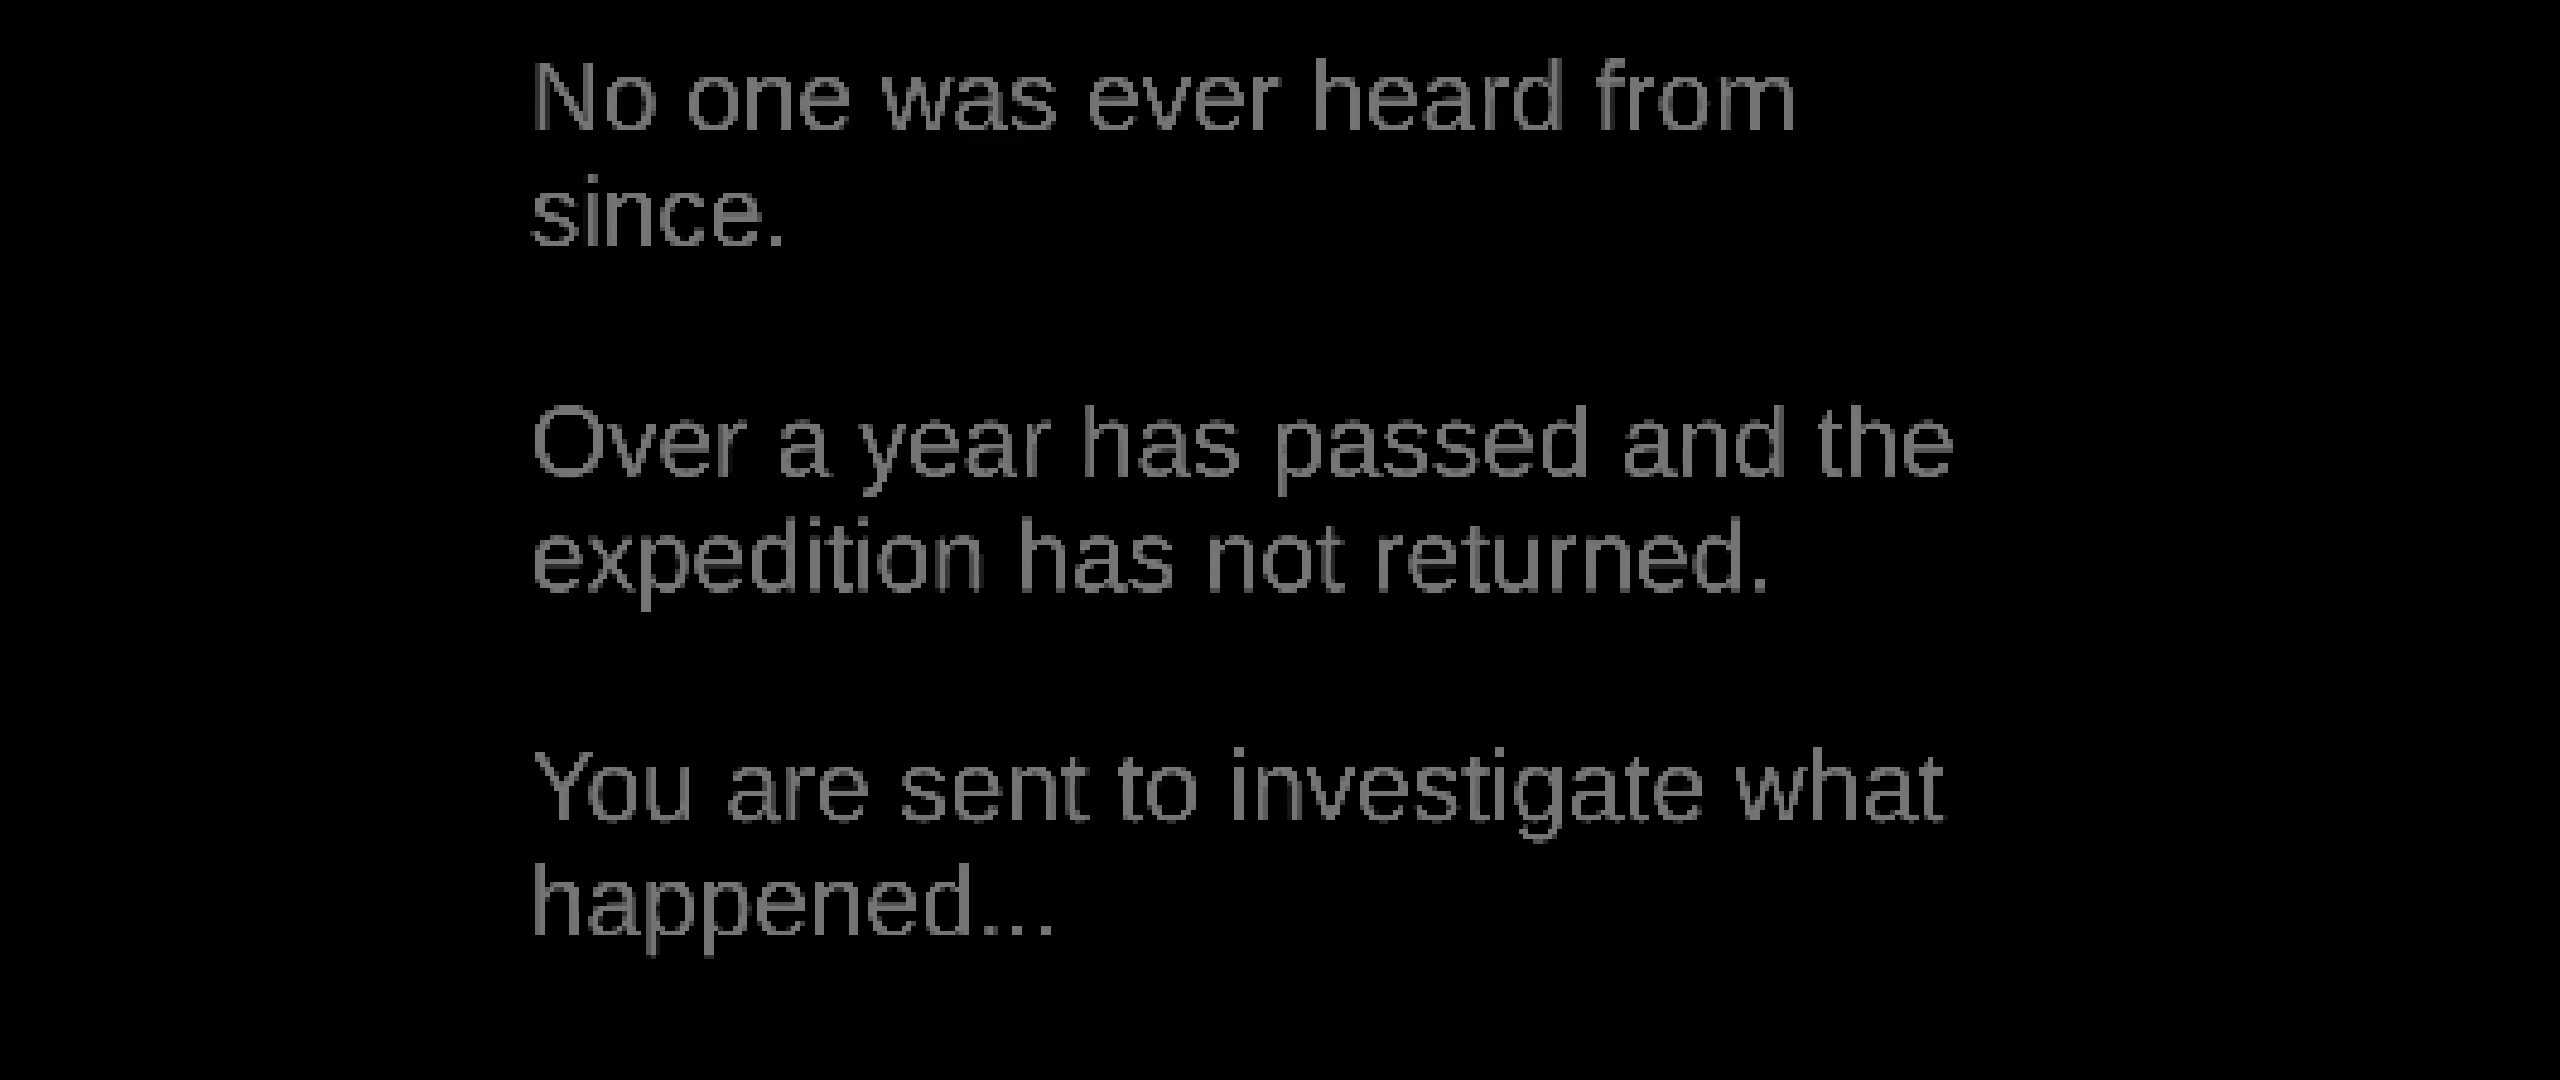 No one was ever heard from
since.
Over a year has passed and the
expedition has not returned.
You are sent to investigate what
happened...